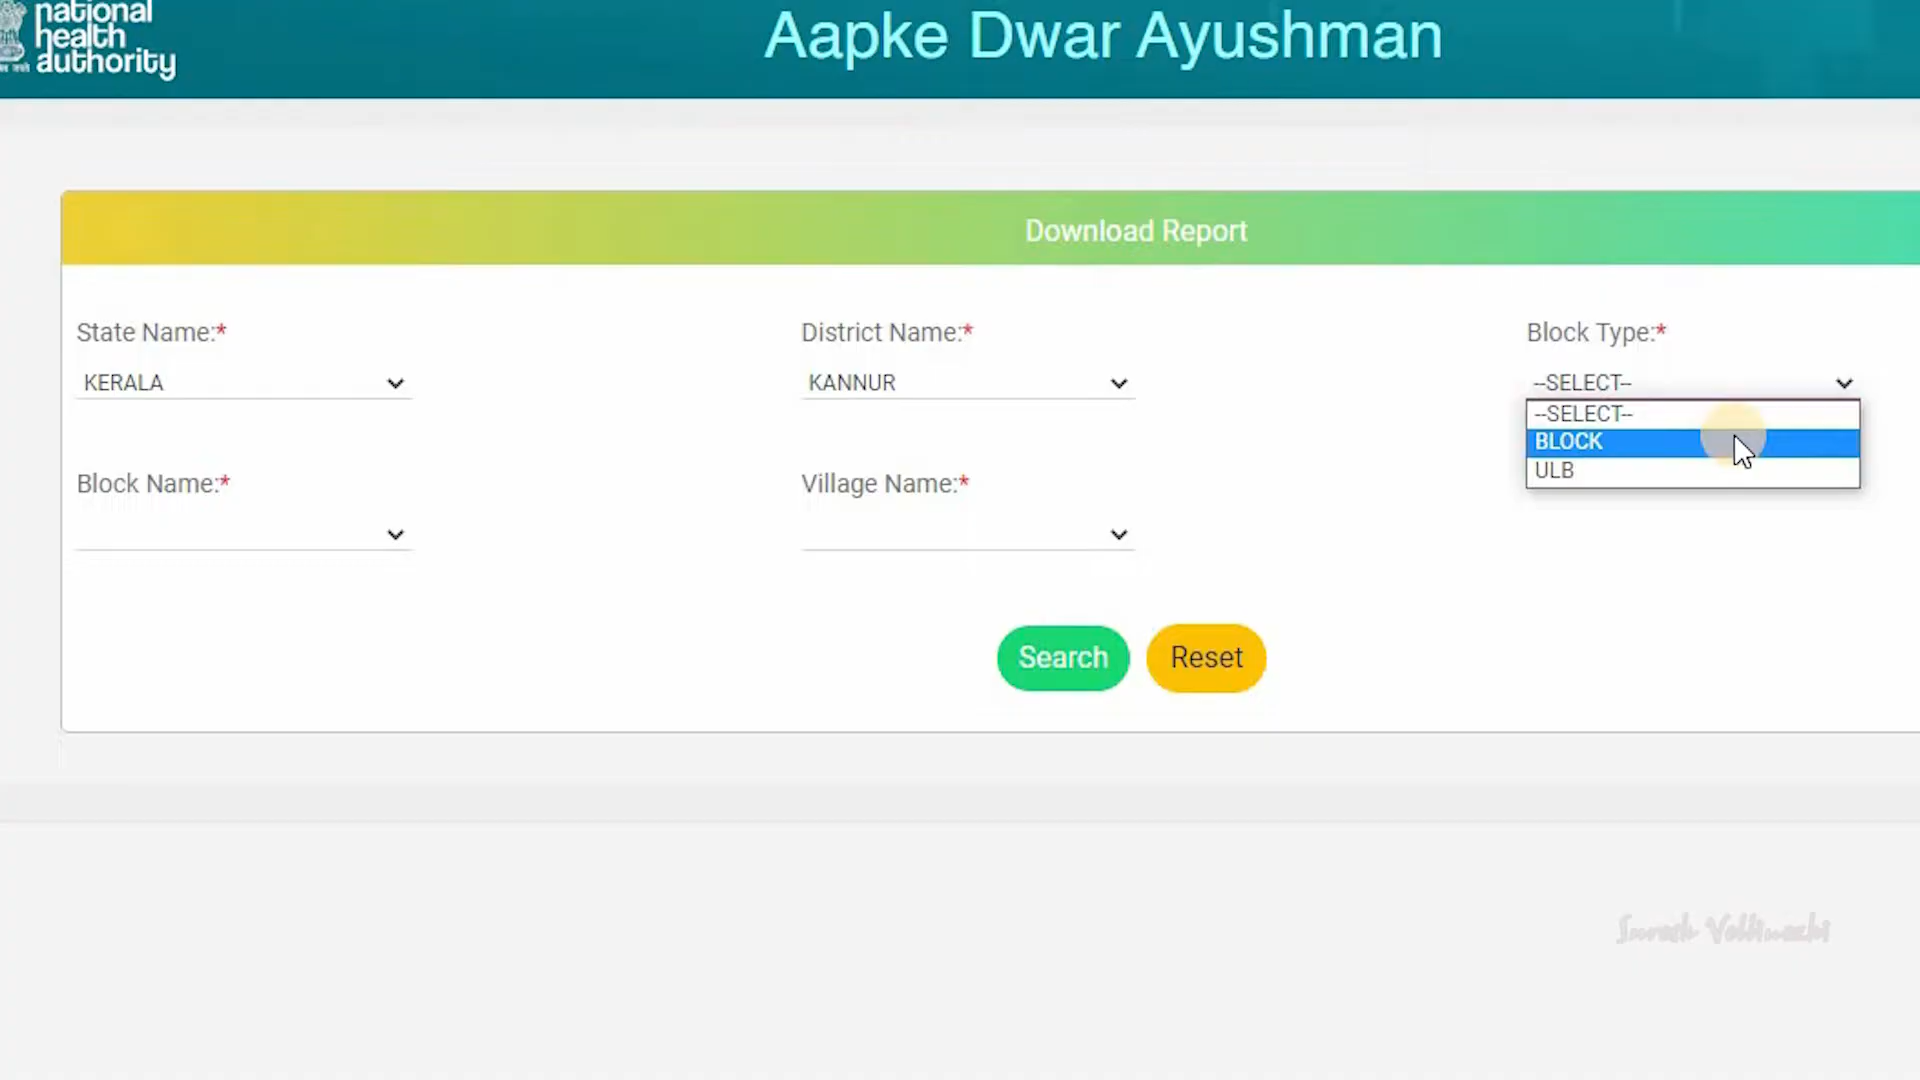 national
health
authority
Aapke Dwar Ayushman
Download Report
State Name:*
District Name:*
Block Type:*
KERALA
KANNUR
--SELECT--
--SELECT--
BLOCK
ULB
Block Name:*
Village Name:*
Search
Reset